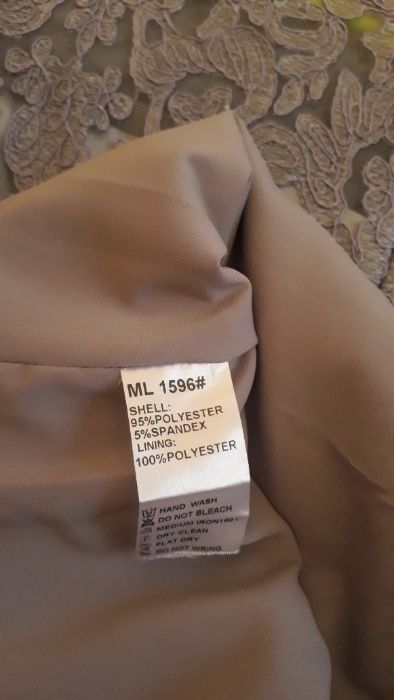 ML 1596#
SHELL:
95%POLYESTER
5%SPANDEX
LINING:
100%POLYESTER
HAND WASH
DO NOT BLEACH
MEDIUM IRON
DRY CLEAN
FLAT DRY
DO NOT WRING